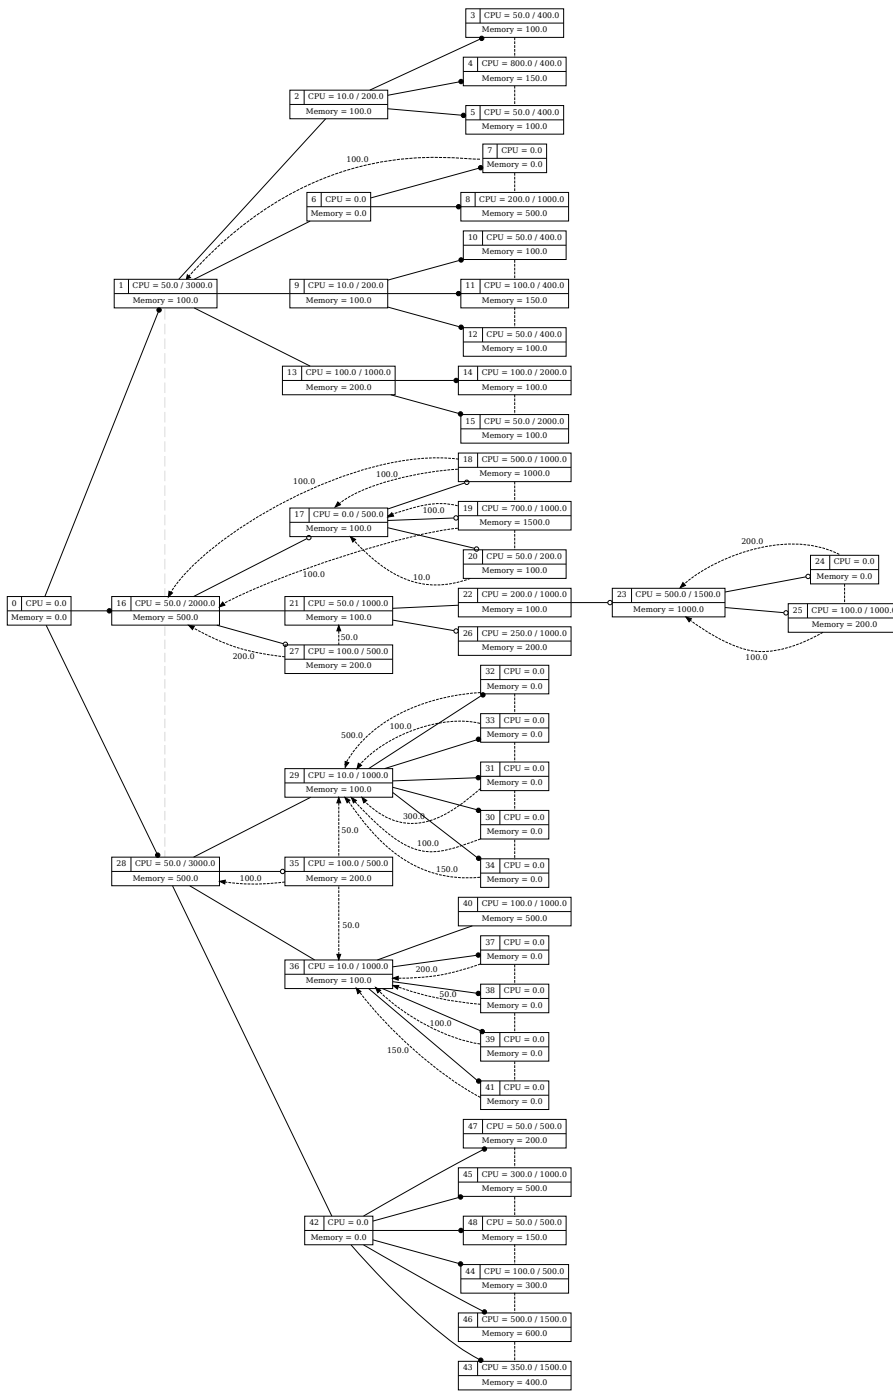 3 CPU = 50.0 / 400.0
Memory = 100.0
4 CPU = 800.0 / 400.0
Memory = 150.0
2 CPU = 10.0 / 200.0
Memory = 100.0
5 CPU = 50.0 / 400.0
Memory = 100.0
7 CPU = 0.0
Memory = 0.0
100.0
6 CPU = 0.0
Memory = 0.0
8 CPU = 200.0 / 1000.0
Memory = 500.0
10 CPU = 50.0 / 400.0
Memory = 100.0
1 CPU = 50.0 / 3000.0
Memory = 100.0
9 CPU = 10.0 / 200.0
Memory = 100.0
11 CPU = 100.0 / 400.0
Memory = 150.0
12 CPU = 50.0 / 400.0
Memory = 100.0
13 CPU = 100.0 / 1000.0
Memory = 200.0
14 CPU = 100.0 / 2000.0
Memory = 100.0
15 CPU = 50.0 / 2000.0
Memory = 100.0
18 CPU = 500.0 / 1000.0
Memory = 1000.0
100.0
100.0
17 CPU = 0.0 / 500.0
Memory = 100.0
100.0
19 CPU = 700.0 / 1000.0
Memory = 1500.0
100.0
10.0
20 CPU = 50.0 / 200.0
Memory = 100.0
200.0
24 CPU = 0.0
Memory = 0.0
0 CPU = 0.0
Memory = 0.0
16 CPU = 50.0 / 2000.0
Memory = 500.0
21 CPU = 50.0 / 1000.0
Memory = 100.0
22 CPU = 200.0 / 1000.0
Memory = 100.0
23 CPU = 500.0 / 1500.0
Memory = 1000.0
25 CPU = 100.0 / 1000.0
Memory = 200.0
50.0
26 CPU = 250.0 / 1000.0
Memory = 200.0
200.0
27 CPU = 100.0 / 500.0
Memory = 200.0
100.0
32 CPU = 0.0
Memory = 0.0
500.0
100.0
33 CPU = 0.0
Memory = 0.0
29 CPU = 10.0 / 1000.0
Memory = 100.0
31 CPU = 0.0
Memory = 0.0
300.0
30 CPU = 0.0
Memory = 0.0
50.0
100.0
150.0
28 CPU = 50.0 / 3000.0
Memory = 500.0
100.0
35 CPU = 100.0 / 500.0
Memory = 200.0
34 CPU = 0.0
Memory = 0.0
40 CPU = 100.0 / 1000.0
Memory = 500.0
50.0
37 CPU = 0.0
Memory = 0.0
36 CPU = 10.0 / 1000.0
Memory = 100.0
200.0
38 CPU = 0.0
Memory = 0.0
50.0
100.0
39 CPU = 0.0
Memory = 0.0
150.0
41 CPU = 0.0
Memory = 0.0
47 CPU = 50.0 / 500.0
Memory = 200.0
45 CPU = 300.0 / 1000.0
Memory = 500.0
42 CPU = 0.0
Memory = 0.0
48 CPU = 50.0 / 500.0
Memory = 150.0
44 CPU = 100.0 / 500.0
Memory = 300.0
46 CPU = 500.0 / 1500.0
Memory = 600.0
43 CPU = 350.0 / 1500.0
Memory = 400.0